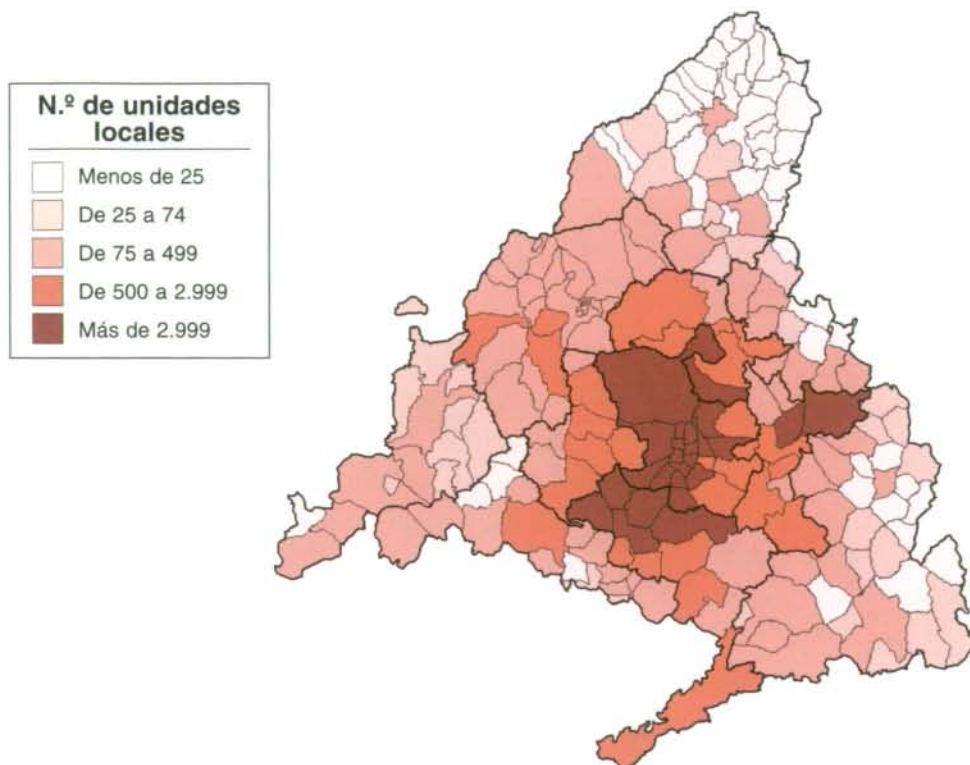 N.º de unidades
locales
Menos de 25
De 25 a 74
De 75 a 499
De 500 a 2.999
Más de 2.999